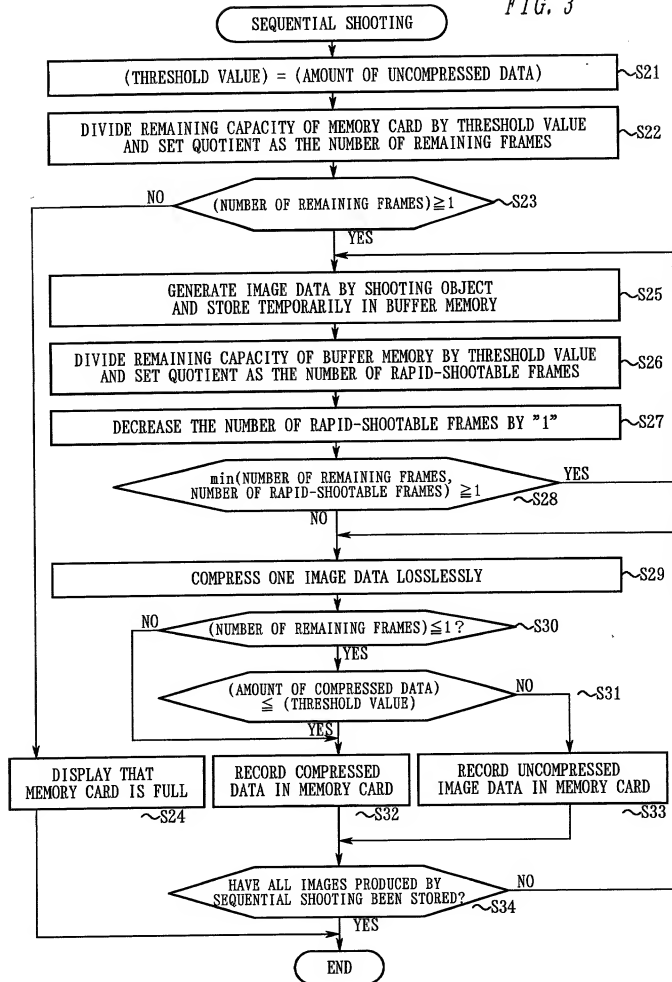 FIG. 3
SEQUENTIAL SHOOTING
(THRESHOLD VALUE) = (AMOUNT OF UNCOMPRESSED DATA)
~S21
DIVIDE REMAINING CAPACITY OF MEMORY CARD BY THRESHOLD VALUE
AND SET QUOTIENT AS THE NUMBER OF REMAINING FRAMES
~S22
NO
(NUMBER OF REMAINING FRAMES)≧1
~S23
YES
GENERATE IMAGE DATA BY SHOOTING OBJECT
AND STORE TEMPORARILY IN BUFFER MEMORY
~S25
DIVIDE REMAINING CAPACITY OF BUFFER MEMORY BY THRESHOLD VALUE
AND SET QUOTIENT AS THE NUMBER OF RAPID-SHOOTABLE FRAMES
~S26
DECREASE THE NUMBER OF RAPID-SHOOTABLE FRAMES BY "1"
~S27
min(NUMBER OF REMAINING FRAMES,
NUMBER OF RAPID-SHOOTABLE FRAMES) ≧1
YES
~S28
NO
COMPRESS ONE IMAGE DATA LOSSLESSLY
~S29
NO
(NUMBER OF REMAINING FRAMES)≦1?
~S30
YES
(AMOUNT OF COMPRESSED DATA)
≦ (THRESHOLD VALUE)
NO
~S31
YES
DISPLAY THAT
MEMORY CARD IS FULL
~S24
RECORD COMPRESSED
DATA IN MEMORY CARD
~S32
RECORD UNCOMPRESSED
IMAGE DATA IN MEMORY CARD
~S33
HAVE ALL IMAGES PRODUCED BY
SEQUENTIAL SHOOTING BEEN STORED?
NO
~S34
YES
END